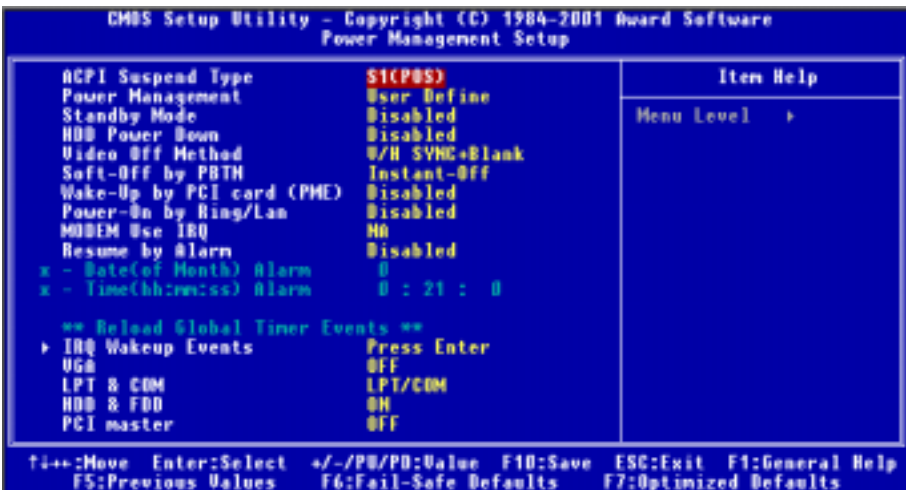 CMOS Setup Utility - Copyright (C) 1984-2001 Award Software
Power Management Setup
ACPI Suspend Type S1(POS)
Power Management User Define
Standby Mode Disabled
HDD Power Down Disabled
Video Off Method V/H SYNC+Blank
Soft-Off by PBTN Instant-Off
Wake-Up by PCI card (PME) Disabled
Power-On by Ring/Lan Disabled
MODEM Use IRQ NA
Resume by Alarm Disabled
x - Date(of Month) Alarm 0
x - Time(hh:mm:ss) Alarm 0 : 21 : 0
** Reload Global Timer Events **
▸ IRQ Wakeup Events Press Enter
VGA OFF
LPT & COM LPT/COM
HDD & FDD ON
PCI master OFF
Item Help
Menu Level ▸
↑↓→←:Move Enter:Select +/-/PU/PD:Value F10:Save ESC:Exit F1:General Help
F5:Previous Values F6:Fail-Safe Defaults F7:Optimized Defaults